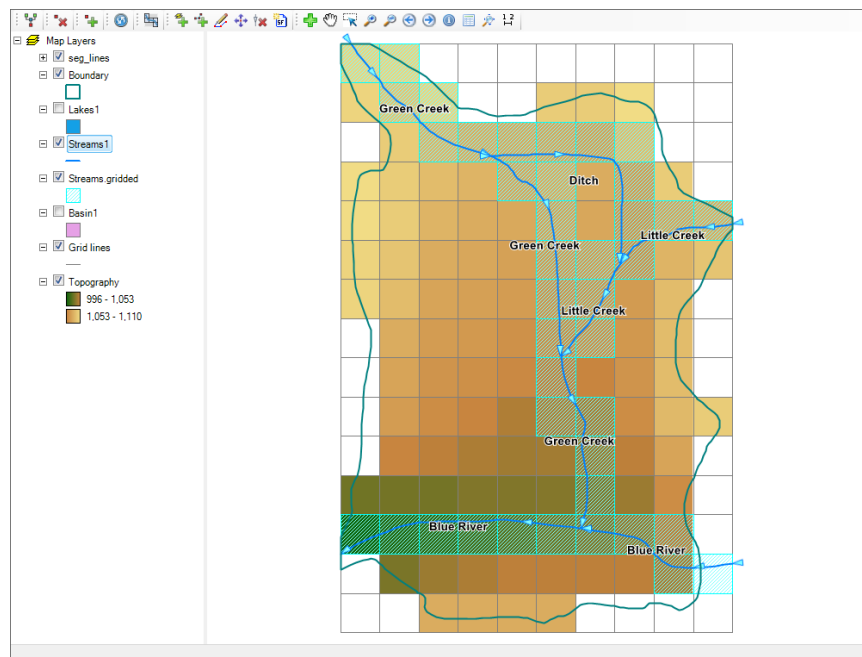 SF
1.2
Map Layers
seg_lines
Boundary
Lakes1
Streams1
Streams.gridded
Basin1
Grid lines
Topography
996 - 1,053
1,053 - 1,110
Green Creek
Ditch
Little Creek
Green Creek
Little Creek
Green Creek
Blue River
Blue River